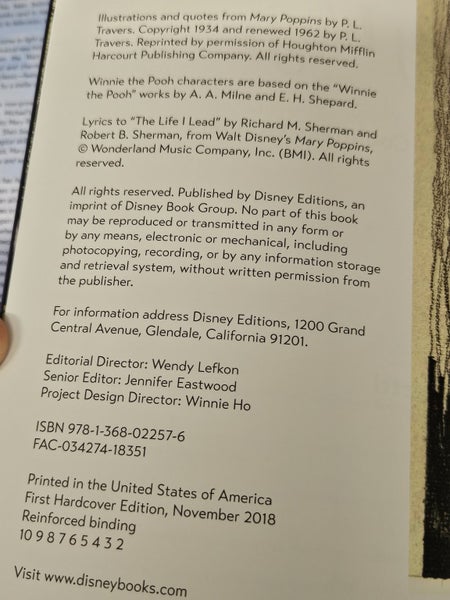 Illustrations and quotes from Mary Poppins by P. L.
Travers. Copyright 1934 and renewed 1962 by P. L.
Travers. Reprinted by permission of Houghton Mifflin
Harcourt Publishing Company. All rights reserved.
Winnie the Pooh characters are based on the “Winnie
the Pooh” works by A. A. Milne and E. H. Shepard.
Lyrics to “The Life I Lead” by Richard M. Sherman and
Robert B. Sherman, from Walt Disney’s Mary Poppins,
© Wonderland Music Company, Inc. (BMI). All rights
reserved.
All rights reserved. Published by Disney Editions, an
imprint of Disney Book Group. No part of this book
may be reproduced or transmitted in any form or
by any means, electronic or mechanical, including
photocopying, recording, or by any information storage
and retrieval system, without written permission from
the publisher.
For information address Disney Editions, 1200 Grand
Central Avenue, Glendale, California 91201.
Editorial Director: Wendy Lefkon
Senior Editor: Jennifer Eastwood
Project Design Director: Winnie Ho
ISBN 978-1-368-02257-6
FAC-034274-18351
Printed in the United States of America
First Hardcover Edition, November 2018
Reinforced binding
10 9 8 7 6 5 4 3 2
Visit www.disneybooks.com